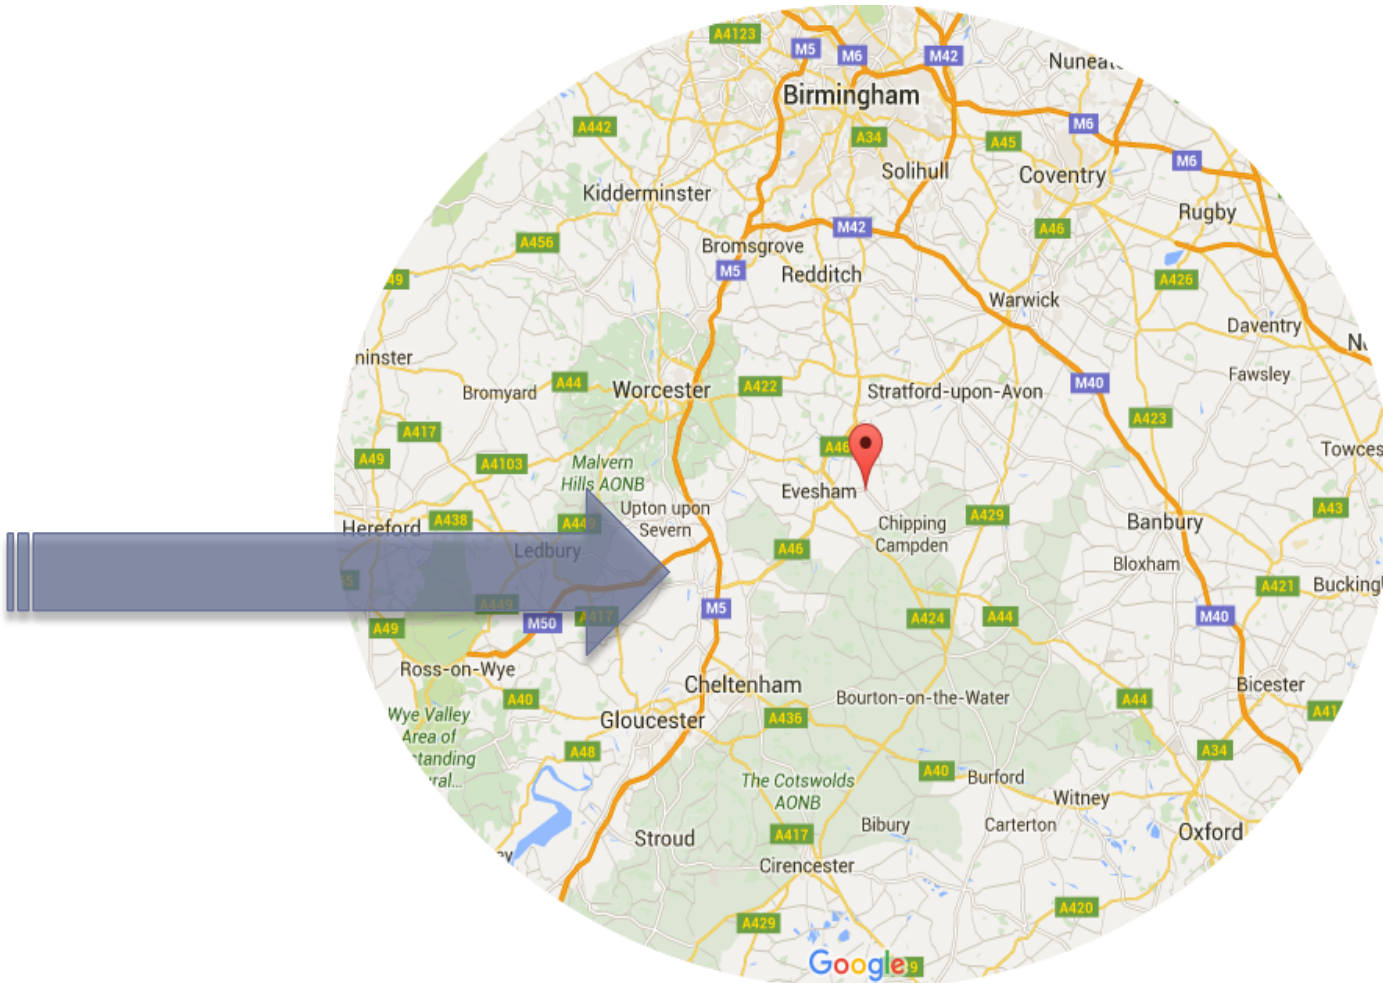 A4123
M5
M6
M42
Birmingham
A442
A34
A45
M6
M6
Solihull
Coventry
Kidderminster
Rugby
A456
Bromsgrove
M42
A46
M5
Redditch
A426
Warwick
Daventry
Bromyard
A44
Worcester
A422
Stratford-upon-Avon
M40
Fawsley
A417
A423
A49
A4103
Malvern
Hills AONB
Evesham
Upton upon
Severn
Chipping
Campden
A429
Banbury
A43
Hereford
A438
A449
Ledbury
A46
Bloxham
A421
A449
M50
A417
M5
A424
A44
M40
A49
Ross-on-Wye
Cheltenham
Bourton-on-the-Water
A44
Bicester
A40
Gloucester
A436
Wye Valley
Area of
A48
A34
The Cotswolds
AONB
A40
Burford
Witney
Stroud
A417
Bibury
Carterton
Oxford
Cirencester
A429
A420
Google